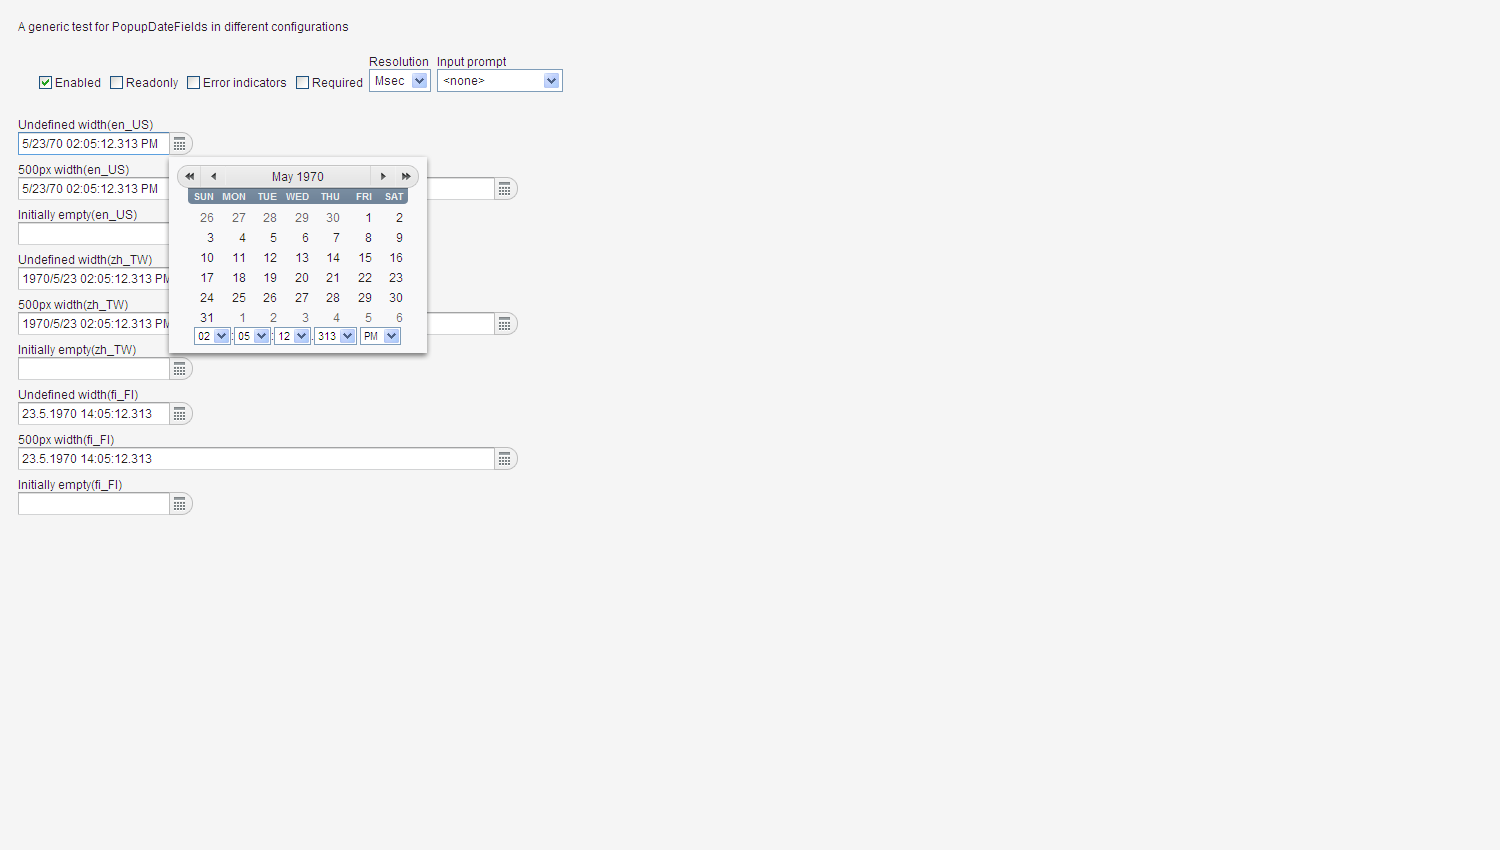 A generic test for PopupDateFields in different configurations
Resolution Input prompt
Enabled Readonly Error indicators Required Msec <none>
Undefined width(en_US)
5/23/70 02:05:12.313 PM
500px width(en_US)
5/23/70 02:05:12.313 PM
Initially empty(en_US)
Undefined width(zh_TW)
1970/5/23 02:05:12.313 PM
500px width(zh_TW)
1970/5/23 02:05:12.313 PM
Initially empty(zh_TW)
Undefined width(fi_FI)
23.5.1970 14:05:12.313
500px width(fi_FI)
23.5.1970 14:05:12.313
Initially empty(fi_FI)
May 1970
SUN MON TUE WED THU FRI SAT
26 27 28 29 30 1 2
3 4 5 6 7 8 9
10 11 12 13 14 15 16
17 18 19 20 21 22 23
24 25 26 27 28 29 30
31 1 2 3 4 5 6
02 : 05 : 12 . 313 PM